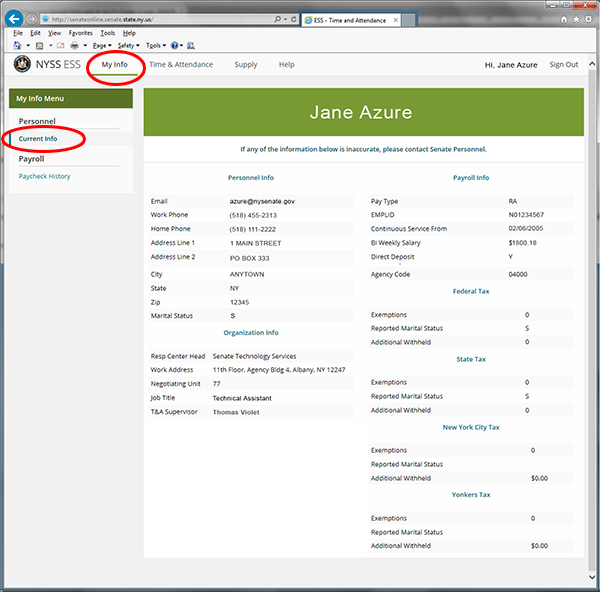 http://senateonline.senate.state.ny.us/
ESS - Time and Attendance
File Edit View Favorites Tools Help
Page Safety Tools
NYSS ESS My Info Time & Attendance Supply Help Hi, Jane Azure Sign Out
My Info Menu
Personnel
Current Info
Payroll
Paycheck History
Jane Azure
If any of the information below is inaccurate, please contact Senate Personnel.
Personnel Info
Email azure@nysenate.gov
Work Phone (518) 455-2313
Home Phone (518) 111-2222
Address Line 1 1 MAIN STREET
Address Line 2 PO BOX 333
City ANYTOWN
State NY
Zip 12345
Marital Status S
Organization Info
Resp Center Head Senate Technology Services
Work Address 11th Floor, Agency Bldg 4, Albany, NY 12247
Negotiating Unit 77
Job Title Technical Assistant
T&A Supervisor Thomas Violet
Payroll Info
Pay Type RA
EMPLID N01234567
Continuous Service From 02/06/2005
Bi Weekly Salary $1800.18
Direct Deposit Y
Agency Code 04000
Federal Tax
Exemptions 0
Reported Marital Status S
Additional Withheld 0
State Tax
Exemptions 0
Reported Marital Status S
Additional Withheld 0
New York City Tax
Exemptions 0
Reported Marital Status
Additional Withheld $0.00
Yonkers Tax
Exemptions 0
Reported Marital Status
Additional Withheld $0.00